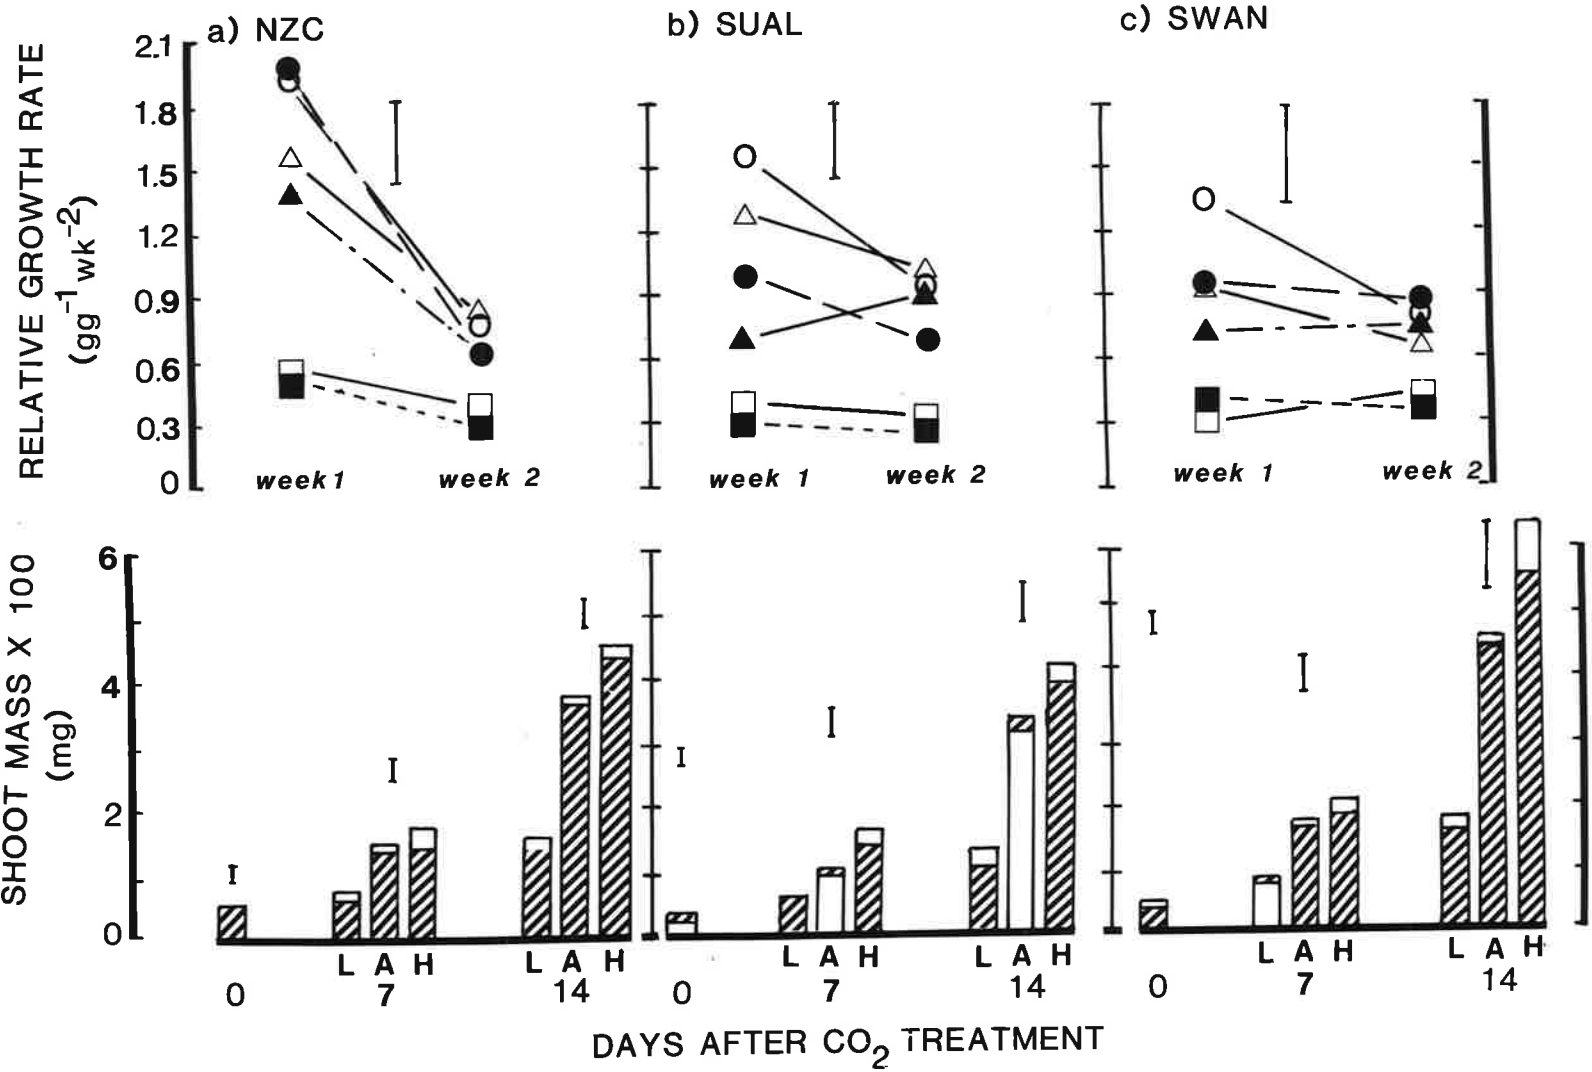 a) NZC
b) SUAL
c) SWAN
RELATIVE GROWTH RATE
(gg⁻¹wk⁻²)
2.1
1.8
1.5
1.2
0.9
0.6
0.3
0
week 1
week 2
week 1
week 2
week 1
week 2
SHOOT MASS X 100
(mg)
6
4
2
0
L A H
L A H
L A H
L A H
L A H
L A H
0
7
14
0
7
14
0
7
14
DAYS AFTER CO₂ TREATMENT